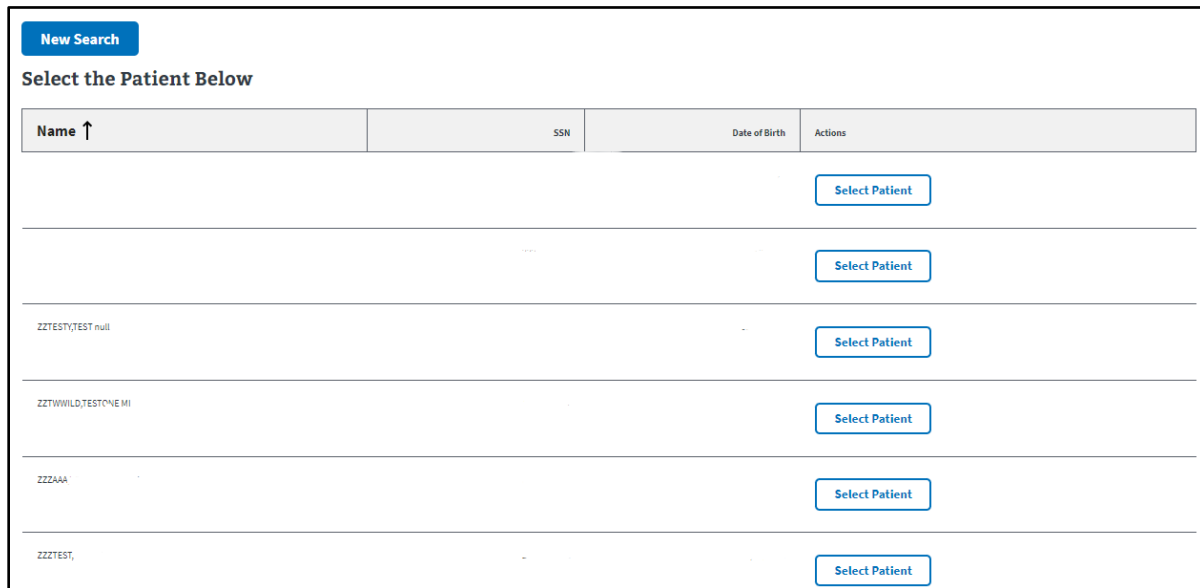 New Search
Select the Patient Below
Name ↑ SSN Date of Birth Actions
Select Patient
Select Patient
ZZTESTY,TEST null Select Patient
ZZTWWILD,TESTONE MI Select Patient
ZZZAAA Select Patient
ZZZTEST, Select Patient